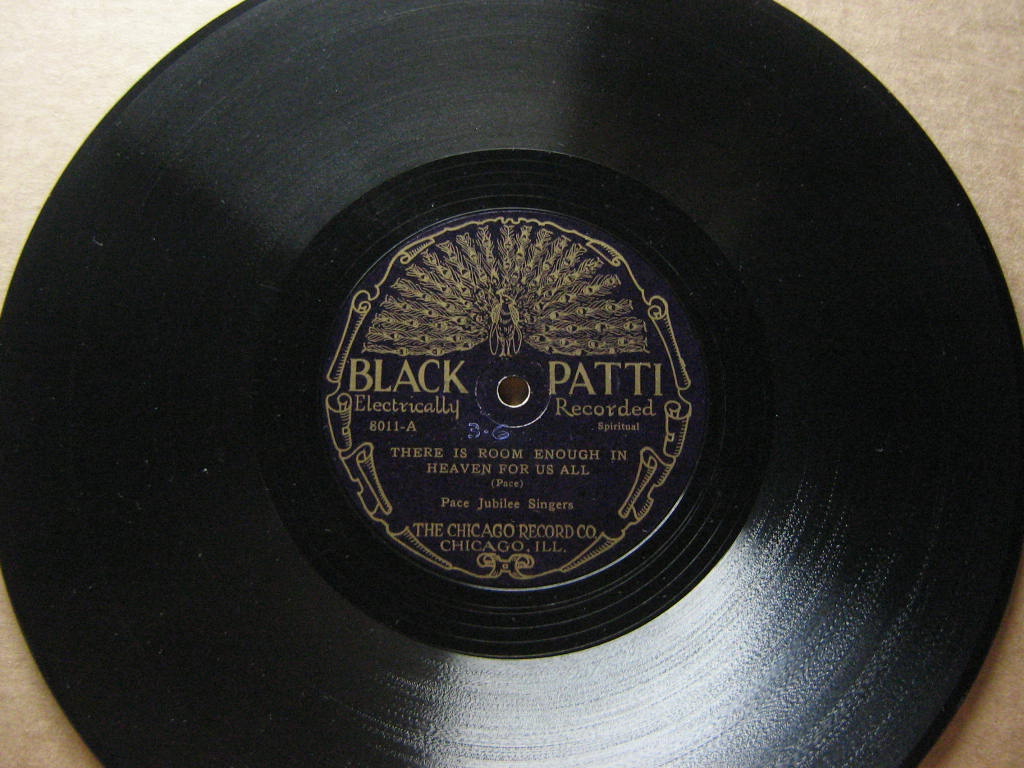 BLACK PATTI
Electrically Recorded
8011-A 3-6 Spiritual
THERE IS ROOM ENOUGH IN
HEAVEN FOR US ALL
(Pace)
Pace Jubilee Singers
THE CHICAGO RECORD CO.
CHICAGO, ILL.